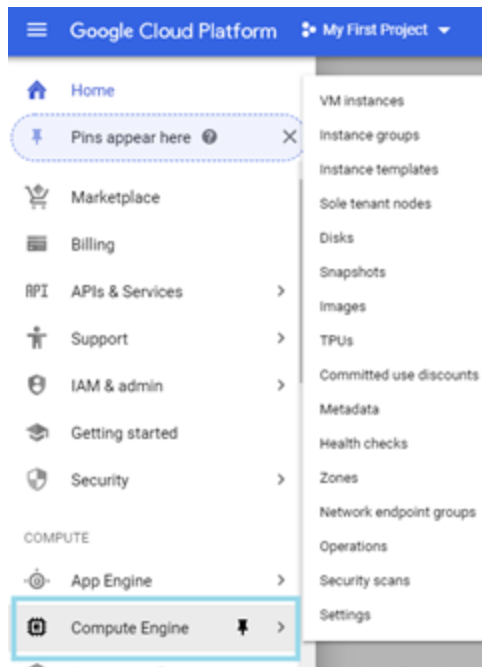 Google Cloud Platform
My First Project
Home
Pins appear here
Marketplace
Billing
API APIs & Services
Support
IAM & admin
Getting started
Security
COMPUTE
App Engine
Compute Engine
VM instances
Instance groups
Instance templates
Sole tenant nodes
Disks
Snapshots
Images
TPUs
Committed use discounts
Metadata
Health checks
Zones
Network endpoint groups
Operations
Security scans
Settings